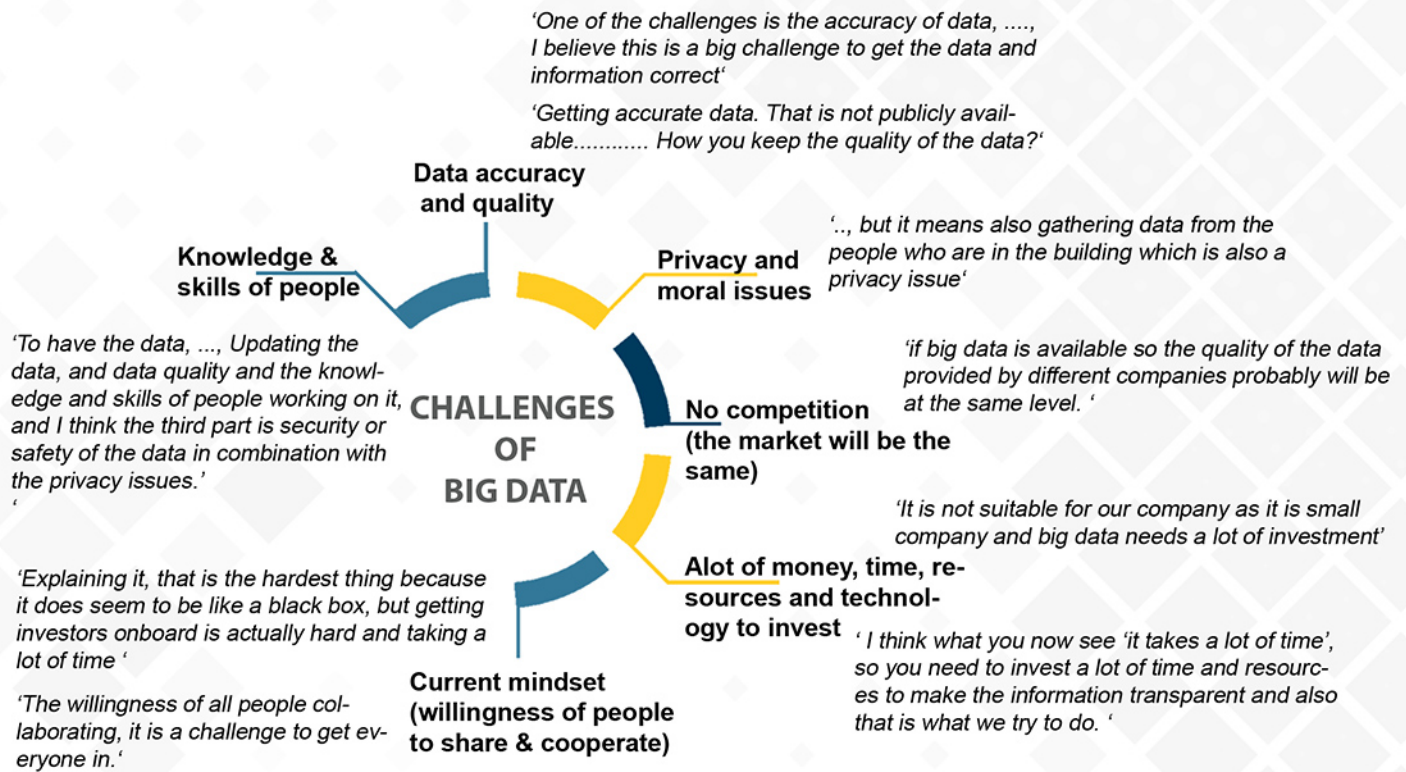 ‘One of the challenges is the accuracy of data, ....,
I believe this is a big challenge to get the data and
information correct‘
‘Getting accurate data. That is not publicly avail-
able............ How you keep the quality of the data?‘
Data accuracy
and quality
Privacy and
moral issues
‘.., but it means also gathering data from the
people who are in the building which is also a
privacy issue‘
No competition
(the market will be the
same)
‘if big data is available so the quality of the data
provided by different companies probably will be
at the same level. ‘
Alot of money, time, re-
sources and technol-
ogy to invest
‘It is not suitable for our company as it is small
company and big data needs a lot of investment’
‘ I think what you now see ‘it takes a lot of time’,
so you need to invest a lot of time and resourc-
es to make the information transparent and also
that is what we try to do. ‘
Current mindset
(willingness of people
to share & cooperate)
‘Explaining it, that is the hardest thing because
it does seem to be like a black box, but getting
investors onboard is actually hard and taking a
lot of time ‘
‘The willingness of all people col-
laborating, it is a challenge to get ev-
eryone in.‘
Knowledge &
skills of people
‘To have the data, ..., Updating the
data, and data quality and the knowl-
edge and skills of people working on it,
and I think the third part is security or
safety of the data in combination with
the privacy issues.’
‘
CHALLENGES
OF
BIG DATA